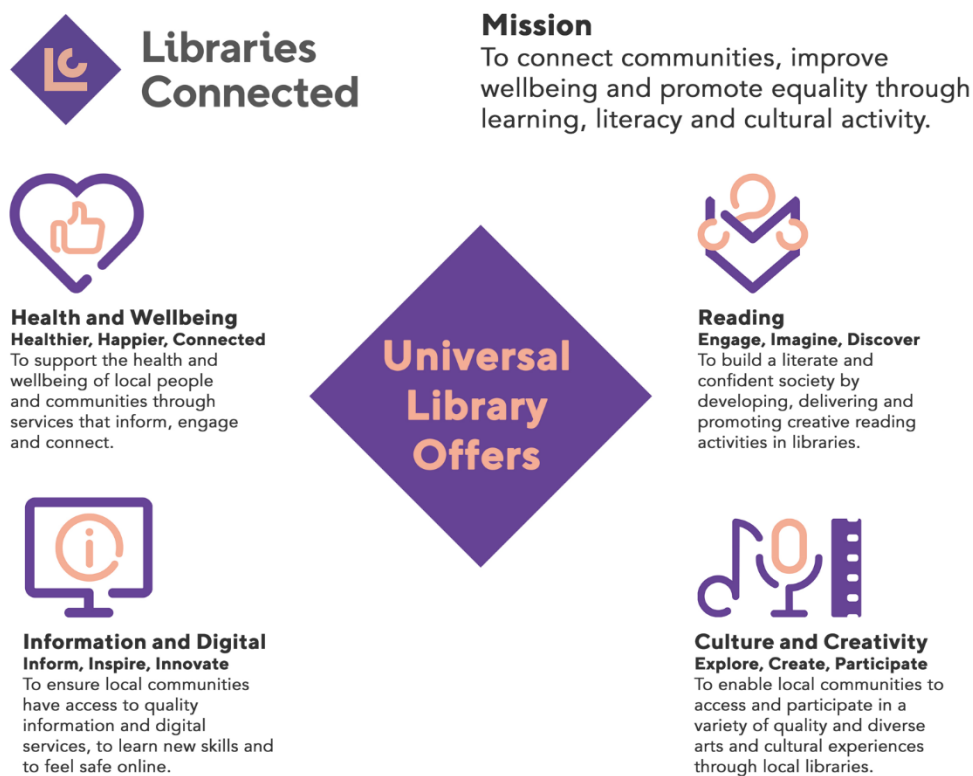 LC
Libraries
Connected
Mission
To connect communities, improve
wellbeing and promote equality through
learning, literacy and cultural activity.
Health and Wellbeing
Healthier, Happier, Connected
To support the health and
wellbeing of local people
and communities through
services that inform, engage
and connect.
Universal
Library
Offers
Reading
Engage, Imagine, Discover
To build a literate and
confident society by
developing, delivering and
promoting creative reading
activities in libraries.
i
Information and Digital
Inform, Inspire, Innovate
To ensure local communities
have access to quality
information and digital
services, to learn new skills and
to feel safe online.
Culture and Creativity
Explore, Create, Participate
To enable local communities to
access and participate in a
variety of quality and diverse
arts and cultural experiences
through local libraries.